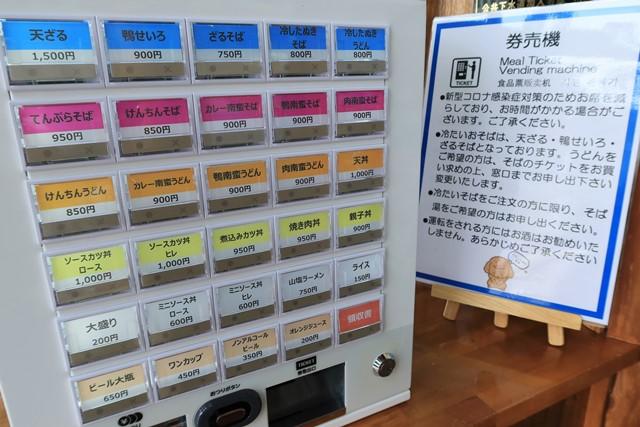 天ざる
1,500円
鴨せいろ
900円
ざるそば
750円
冷したぬき
そば
800円
冷したぬき
うどん
800円
てんぷらそば
950円
けんちんそば
850円
カレー南蛮そば
900円
鴨南蛮そば
900円
肉南蛮そば
900円
けんちんうどん
850円
カレー南蛮うどん
900円
鴨南蛮うどん
900円
肉南蛮うどん
900円
天丼
1,000円
ソースカツ丼
ロース
1,000円
ソースカツ丼
ヒレ
1,000円
煮込みカツ丼
950円
焼き肉丼
950円
親子丼
900円
大盛り
200円
ミニソース丼
ロース
600円
ミニソース丼
ヒレ
600円
山塩ラーメン
750円
ライス
150円
ビール大瓶
650円
ワンカップ
450円
ノンアルコール
ビール
350円
オレンジジュース
200円
領収書
おつりボタン
TICKET
券取出口
券売機
TICKET
Meal Ticket
Vending machine
食品票販卖机
●新型コロナ感染症対策のためお席を減
らしており、お時間がかかる場合がご
ざいます。ご了承ください。
●冷たいおそばは、天ざる・鴨せいろ・
ざるそばとなっております。うどんを
ご希望の方は、そばのチケットをお買
い求めの上、窓口までお申し出下さい
変更いたします。
●冷たいそばをご注文の方に限り、そば
湯をご希望の方はお申し出ください。
●運転をされる方にはお酒はお勧めいた
しません。あらかじめご了承ください